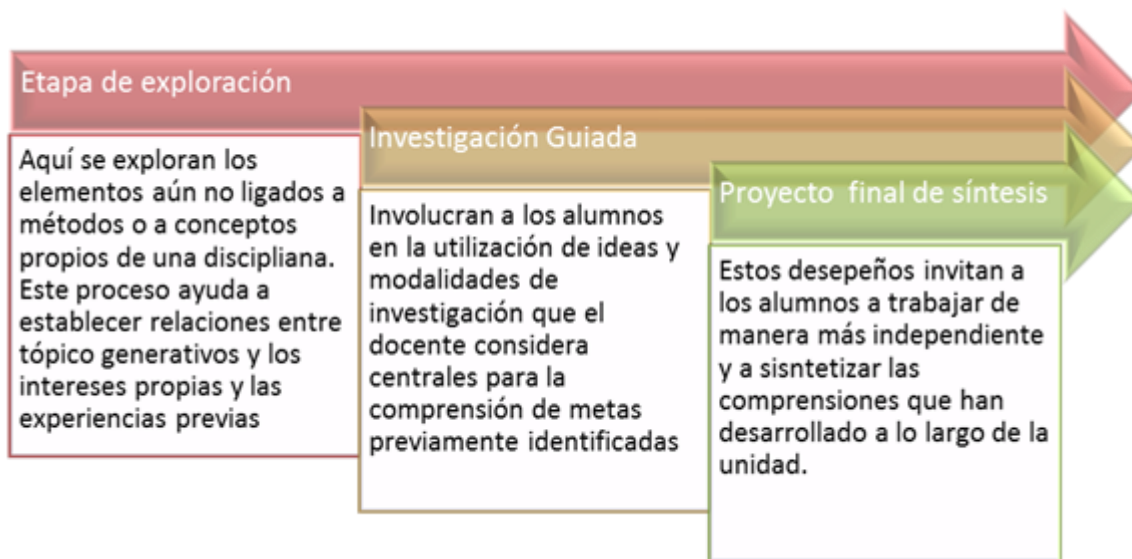 Etapa de exploración
Aquí se exploran los
elementos aún no ligados a
métodos o a conceptos
propios de una discipliana.
Este proceso ayuda a
establecer relaciones entre
tópico generativos y los
intereses propias y las
experiencias previas
Investigación Guiada
Involucran a los alumnos
en la utilización de ideas y
modalidades de
investigación que el
docente considera
centrales para la
comprensión de metas
previamente identificadas
Proyecto final de síntesis
Estos desepeños invitan a
los alumnos a trabajar de
manera más independiente
y a sisntetizar las
comprensiones que han
desarrollado a lo largo de la
unidad.